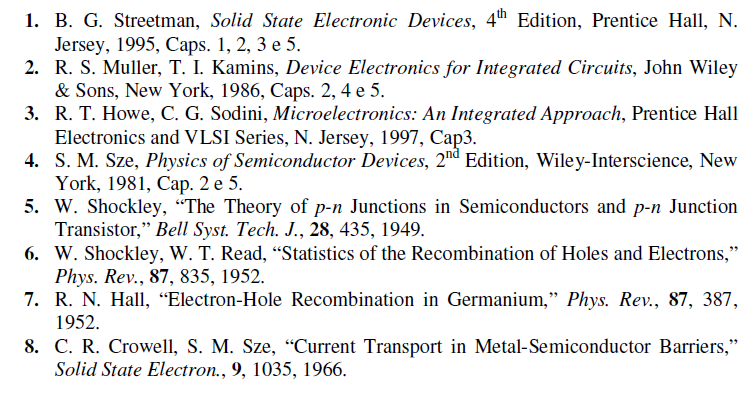 1. B. G. Streetman, Solid State Electronic Devices, 4th Edition, Prentice Hall, N.
Jersey, 1995, Caps. 1, 2, 3 e 5.
2. R. S. Muller, T. I. Kamins, Device Electronics for Integrated Circuits, John Wiley
& Sons, New York, 1986, Caps. 2, 4 e 5.
3. R. T. Howe, C. G. Sodini, Microelectronics: An Integrated Approach, Prentice Hall
Electronics and VLSI Series, N. Jersey, 1997, Cap3.
4. S. M. Sze, Physics of Semiconductor Devices, 2nd Edition, Wiley-Interscience, New
York, 1981, Cap. 2 e 5.
5. W. Shockley, “The Theory of p-n Junctions in Semiconductors and p-n Junction
Transistor,” Bell Syst. Tech. J., 28, 435, 1949.
6. W. Shockley, W. T. Read, “Statistics of the Recombination of Holes and Electrons,”
Phys. Rev., 87, 835, 1952.
7. R. N. Hall, “Electron-Hole Recombination in Germanium,” Phys. Rev., 87, 387,
1952.
8. C. R. Crowell, S. M. Sze, “Current Transport in Metal-Semiconductor Barriers,”
Solid State Electron., 9, 1035, 1966.